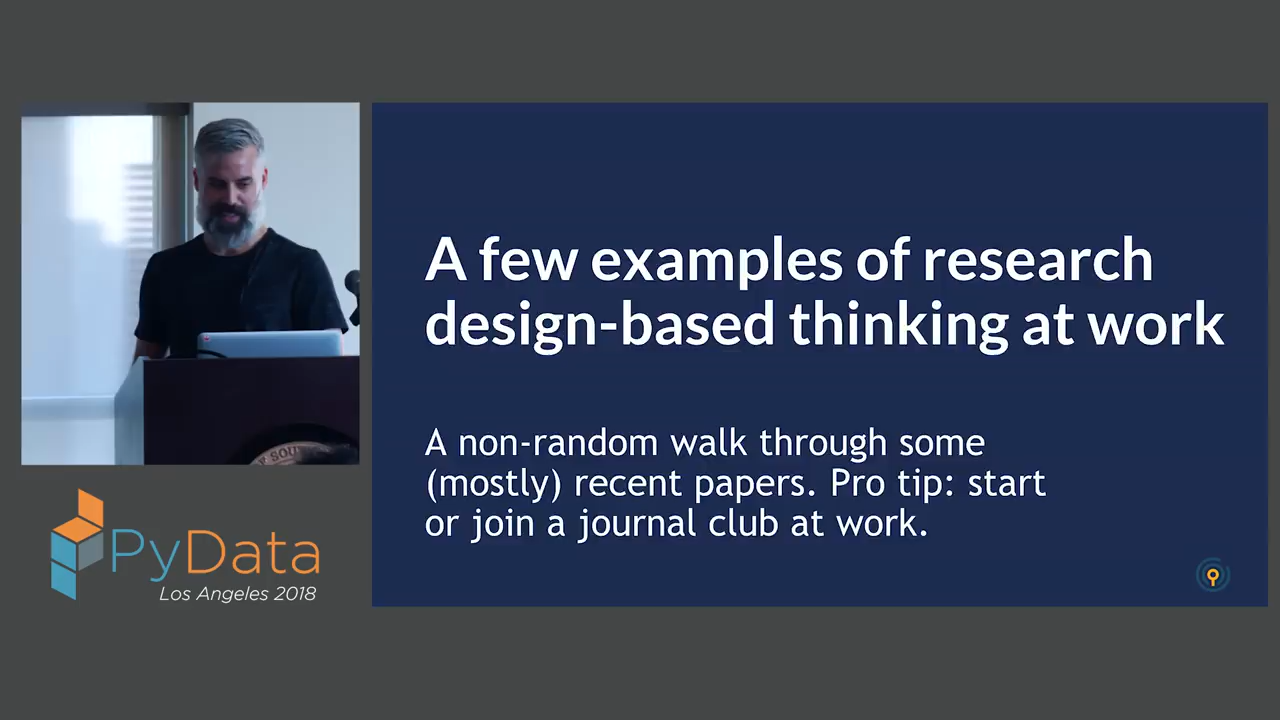 A few examples of research
design-based thinking at work
A non-random walk through some
(mostly) recent papers. Pro tip: start
or join a journal club at work.
PyData
Los Angeles 2018